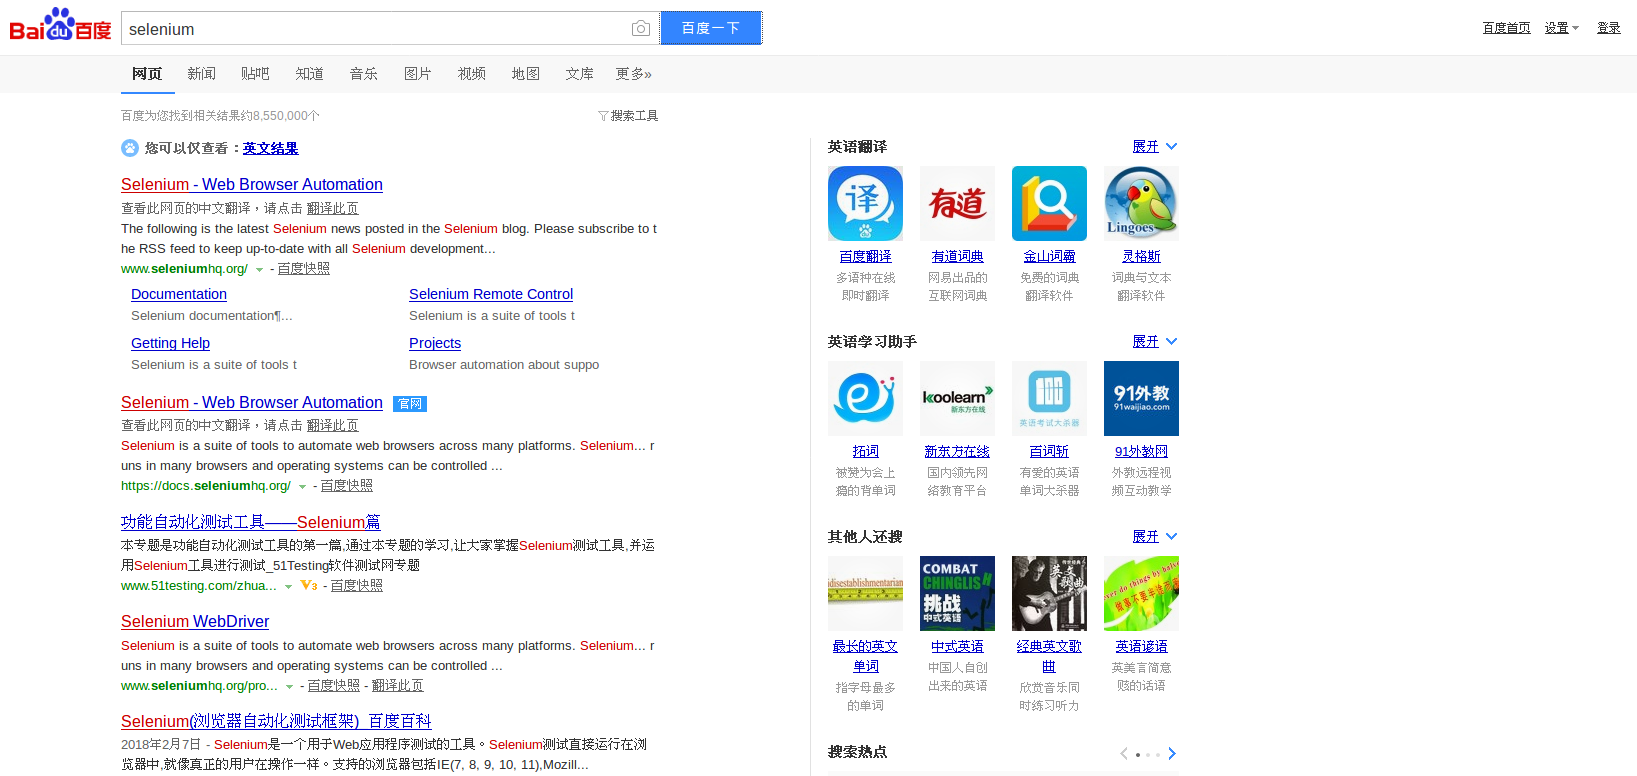 Baidu百度
selenium
百度一下
百度首页 设置 登录
网页 新闻 贴吧 知道 音乐 图片 视频 地图 文库 更多»
百度为您找到相关结果约8,550,000个
搜索工具
您可以仅查看：英文结果
Selenium - Web Browser Automation
查看此网页的中文翻译，请点击 翻译此页
The following is the latest Selenium news posted in the Selenium blog. Please subscribe to t
he RSS feed to keep up-to-date with all Selenium development...
www.seleniumhq.org/ - 百度快照
Documentation
Selenium documentation¶...
Selenium Remote Control
Selenium is a suite of tools t
Getting Help
Selenium is a suite of tools t
Projects
Browser automation about suppo
Selenium - Web Browser Automation 官网
查看此网页的中文翻译，请点击 翻译此页
Selenium is a suite of tools to automate web browsers across many platforms. Selenium... r
uns in many browsers and operating systems can be controlled ...
https://docs.seleniumhq.org/ - 百度快照
功能自动化测试工具——Selenium篇
本专题是功能自动化测试工具的第一篇,通过本专题的学习,让大家掌握Selenium测试工具,并运
用Selenium工具进行测试_51Testing软件测试网专题
www.51testing.com/zhua... V3 - 百度快照
Selenium WebDriver
Selenium is a suite of tools to automate web browsers across many platforms. Selenium... r
uns in many browsers and operating systems can be controlled ...
www.seleniumhq.org/pro... - 百度快照 - 翻译此页
Selenium(浏览器自动化测试框架)_百度百科
2018年2月7日 - Selenium是一个用于Web应用程序测试的工具。Selenium测试直接运行在浏
览器中,就像真正的用户在操作一样。支持的浏览器包括IE(7, 8, 9, 10, 11),Mozill...
英语翻译
展开
译
有道
Lingoes
百度翻译
多语种在线
即时翻译
有道词典
网易出品的
互联网词典
金山词霸
免费的词典
翻译软件
灵格斯
词典与文本
翻译软件
英语学习助手
展开
koolearn
新东方在线
英语考试大杀器
91外教
91waijiao.com
拓词
被赞为会上
瘾的背单词
新东方在线
国内领先网
络教育平台
百词斩
有爱的英语
单词大杀器
91外教网
外教远程视
频互动教学
其他人还搜
展开
idisestablishmentarian
COMBAT
CHINGLISH
挑战
中式英语
英文
歌曲
ver do things by halve
做事不要半途而废
最长的英文
单词
指字母最多
的单词
中式英语
中国人自创
出来的英语
经典英文歌
曲
欣赏音乐同
时练习听力
英语谚语
英美言简意
赅的话语
搜索热点